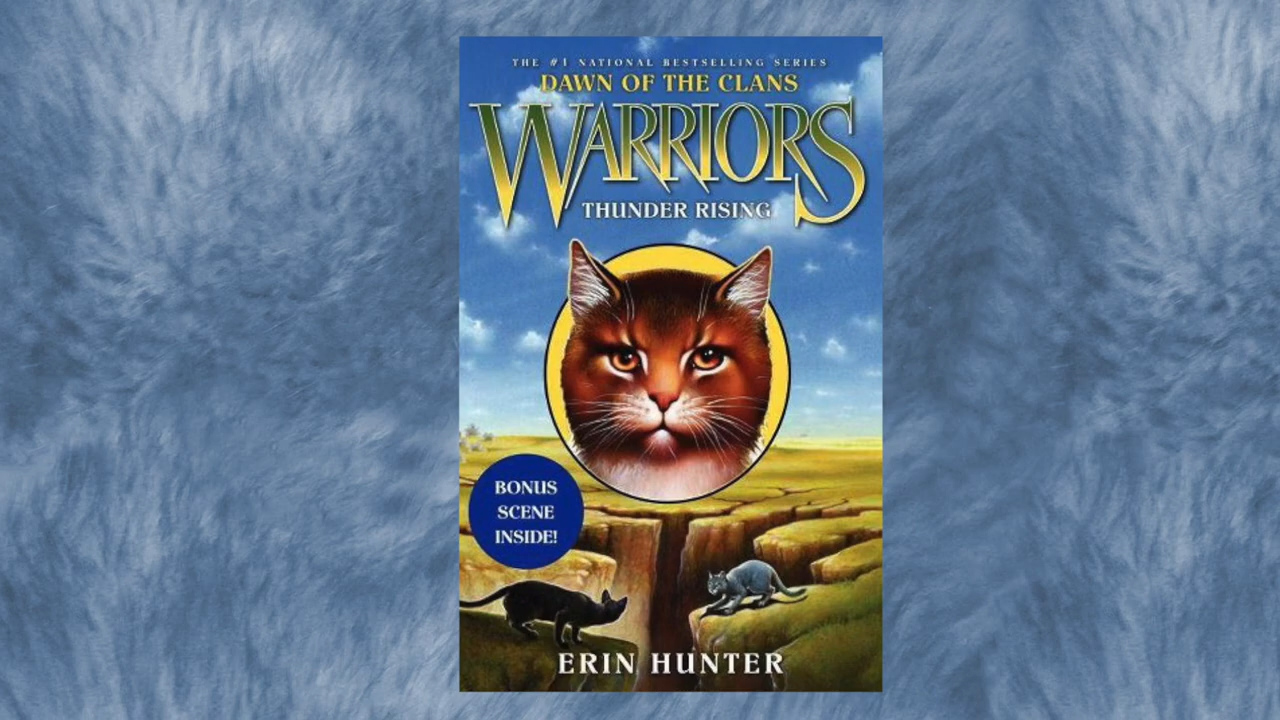 THE #1 NATIONAL BESTSELLING SERIES
DAWN OF THE CLANS
WARRIORS
THUNDER RISING
BONUS
SCENE
INSIDE!
ERIN HUNTER